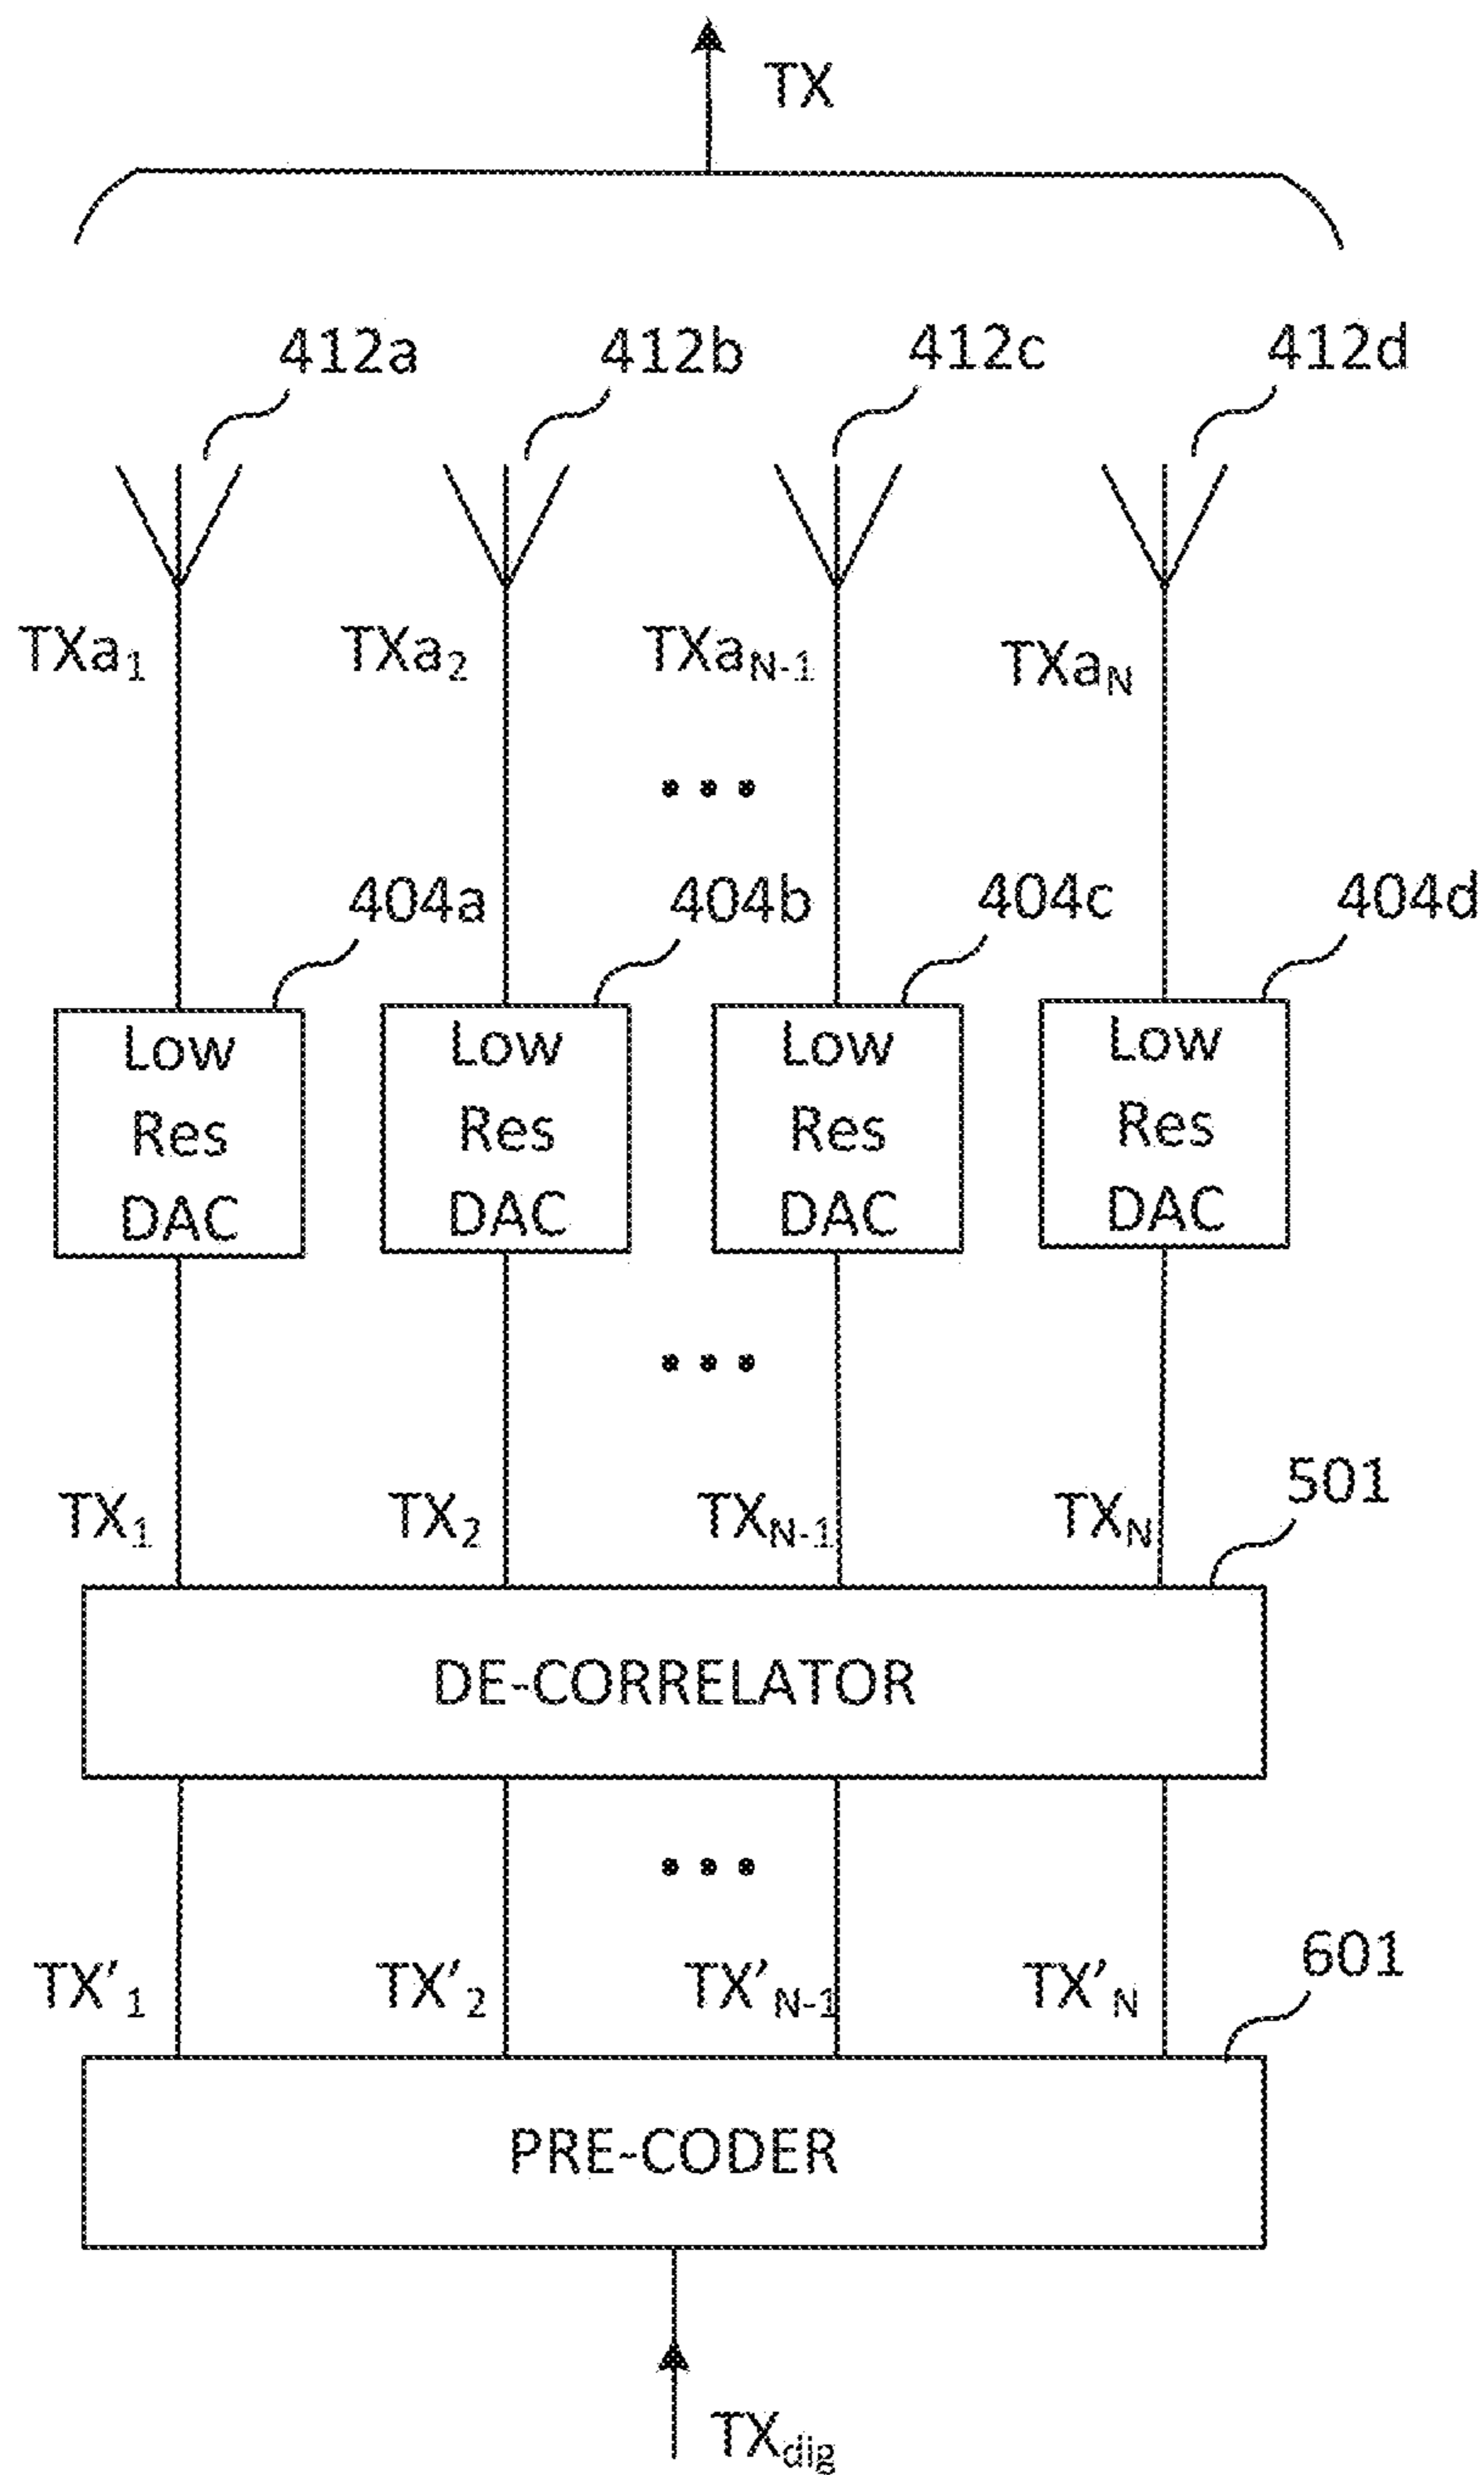 TX
412a 412b 412c 412d
TXa1 TXa2 TXaN-1 TXaN
404a 404b 404c 404d
Low Low Low Low
Res Res Res Res
DAC DAC DAC DAC
501
TX1 TX2 TXN-1 TXN
DE-CORRELATOR
601
TX'1 TX'2 TX'N-1 TX'N
PRE-CODER
TXdig